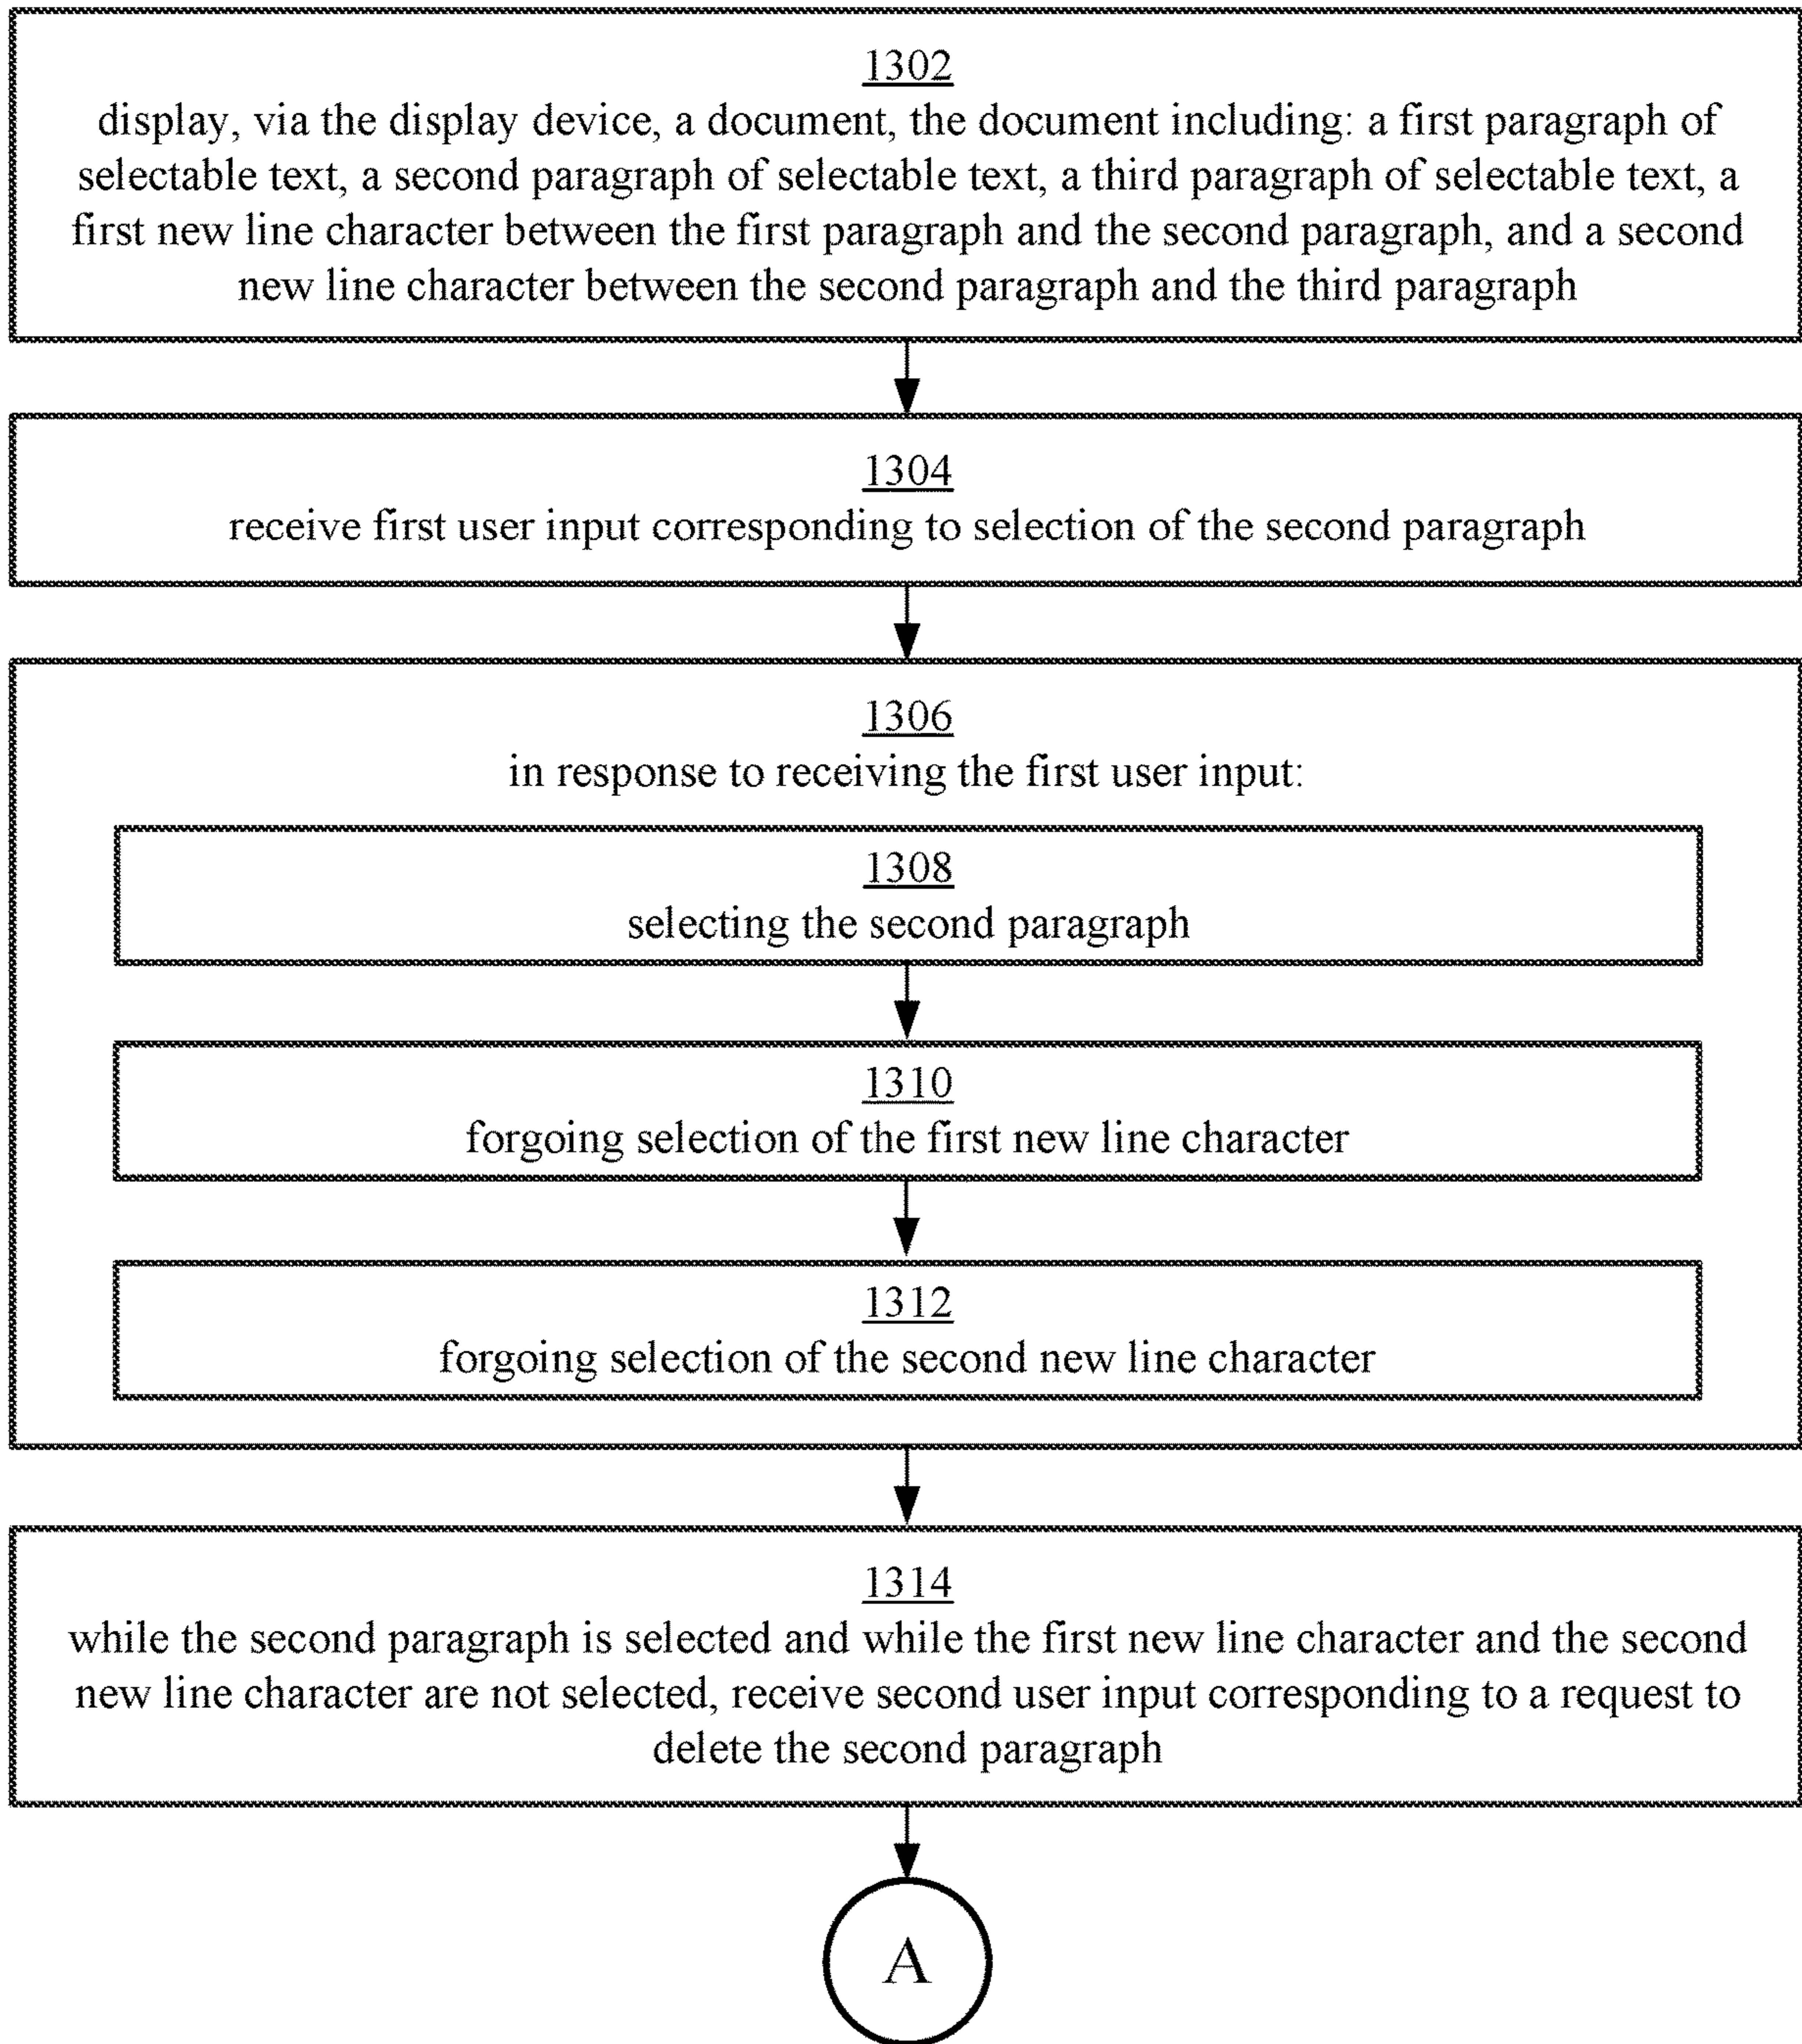 1302
display, via the display device, a document, the document including: a first paragraph of
selectable text, a second paragraph of selectable text, a third paragraph of selectable text, a
first new line character between the first paragraph and the second paragraph, and a second
new line character between the second paragraph and the third paragraph
1304
receive first user input corresponding to selection of the second paragraph
1306
in response to receiving the first user input:
1308
selecting the second paragraph
1310
forgoing selection of the first new line character
1312
forgoing selection of the second new line character
1314
while the second paragraph is selected and while the first new line character and the second
new line character are not selected, receive second user input corresponding to a request to
delete the second paragraph
A